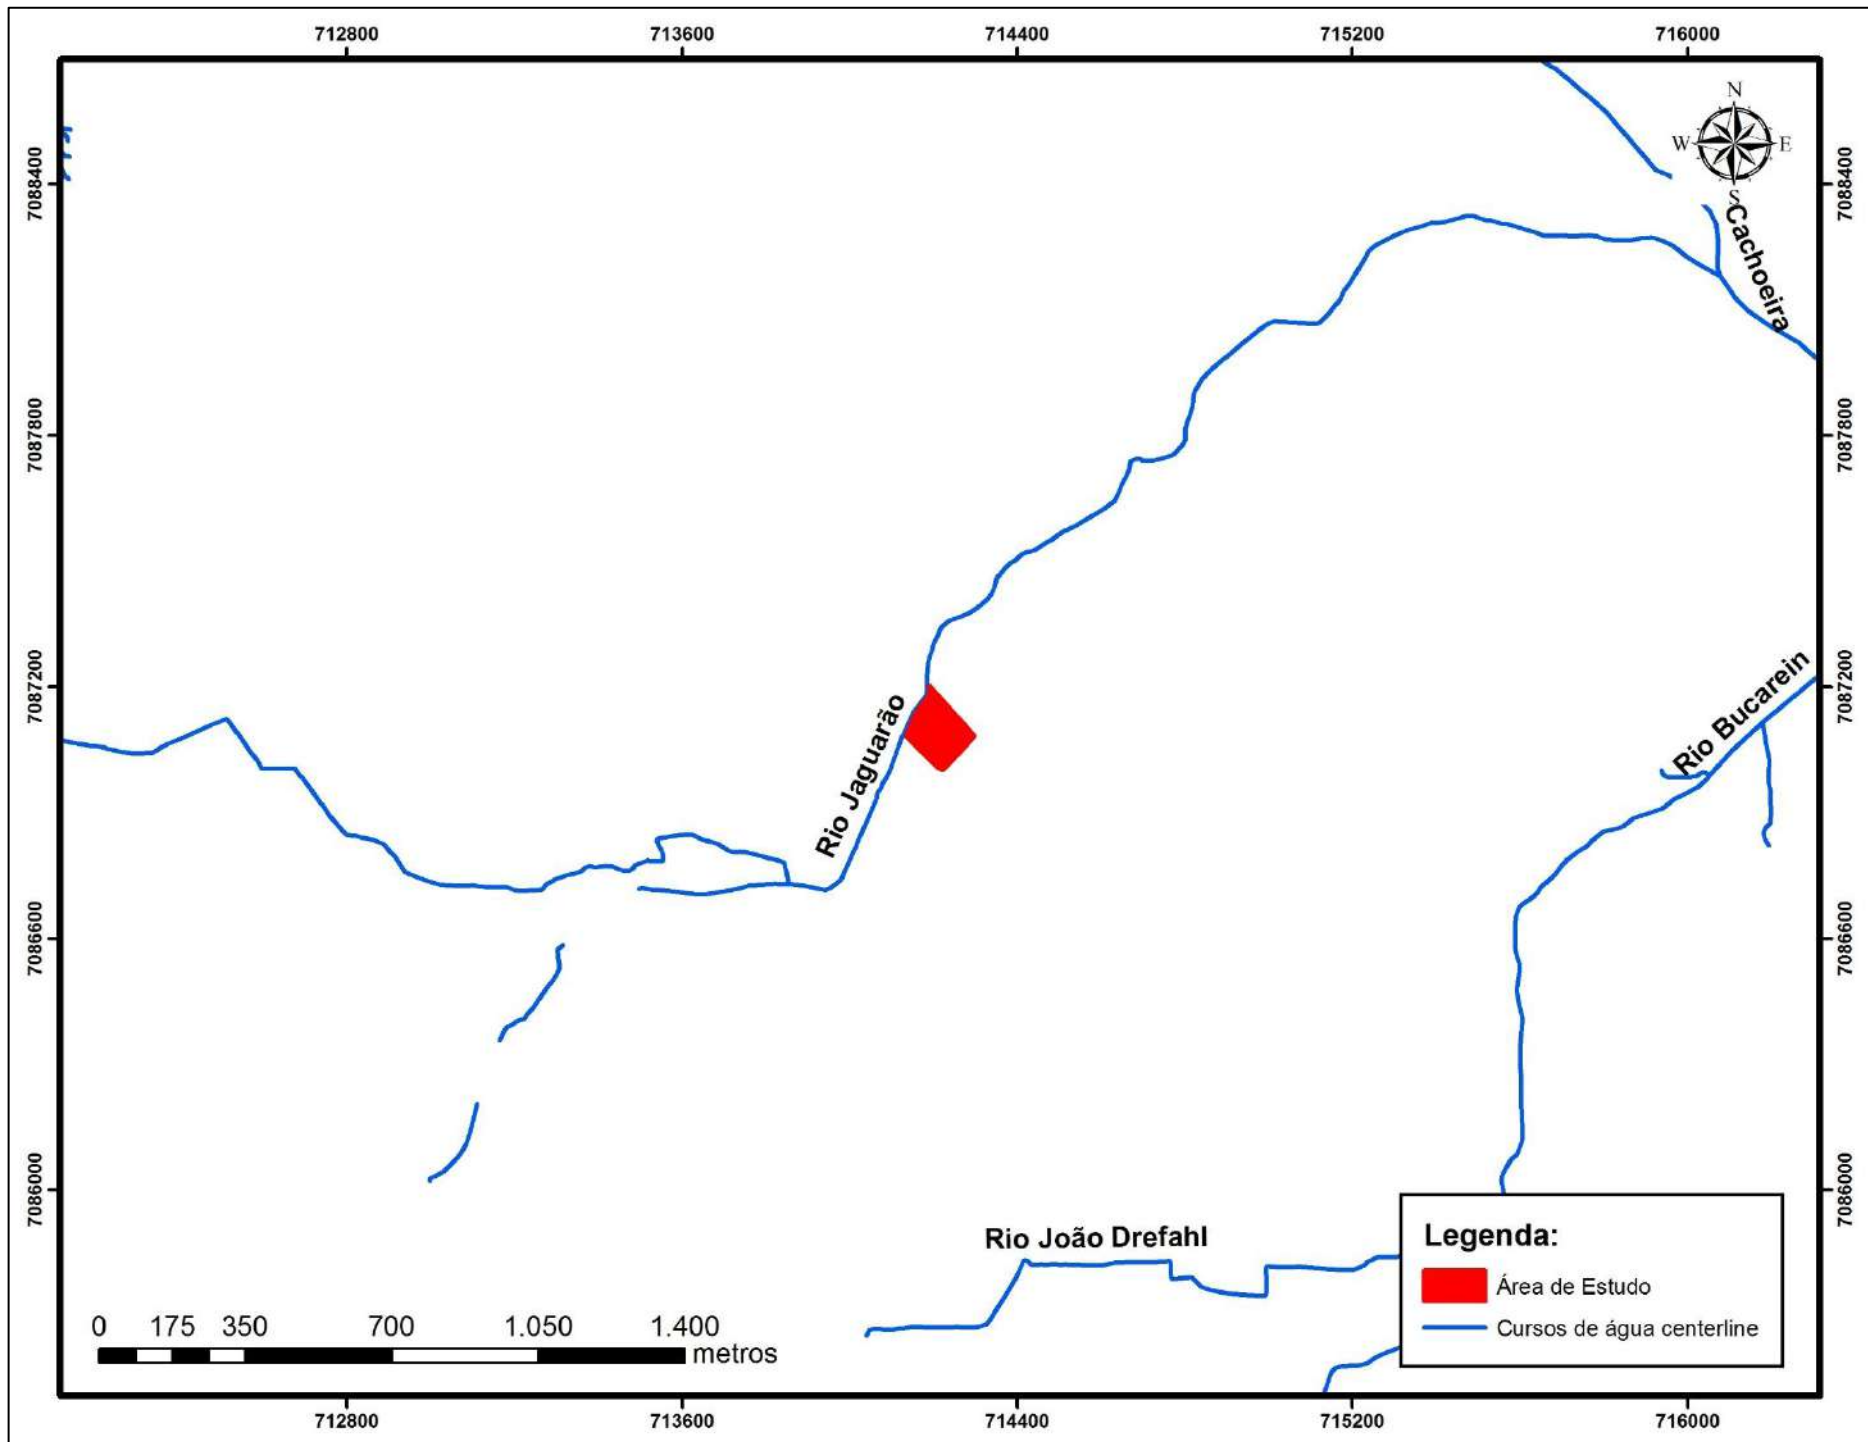 712800 713600 714400 715200 716000
N
W E
S
7088400 7088400
Cachoeira
7087800 7087800
7087200 7087200
Rio Jaguarão
Rio Bucarein
7086600 7086600
7086000 7086000
Rio João Drefahl
Legenda:
Área de Estudo
Cursos de água centerline
0 175 350 700 1.050 1.400
metros
712800 713600 714400 715200 716000